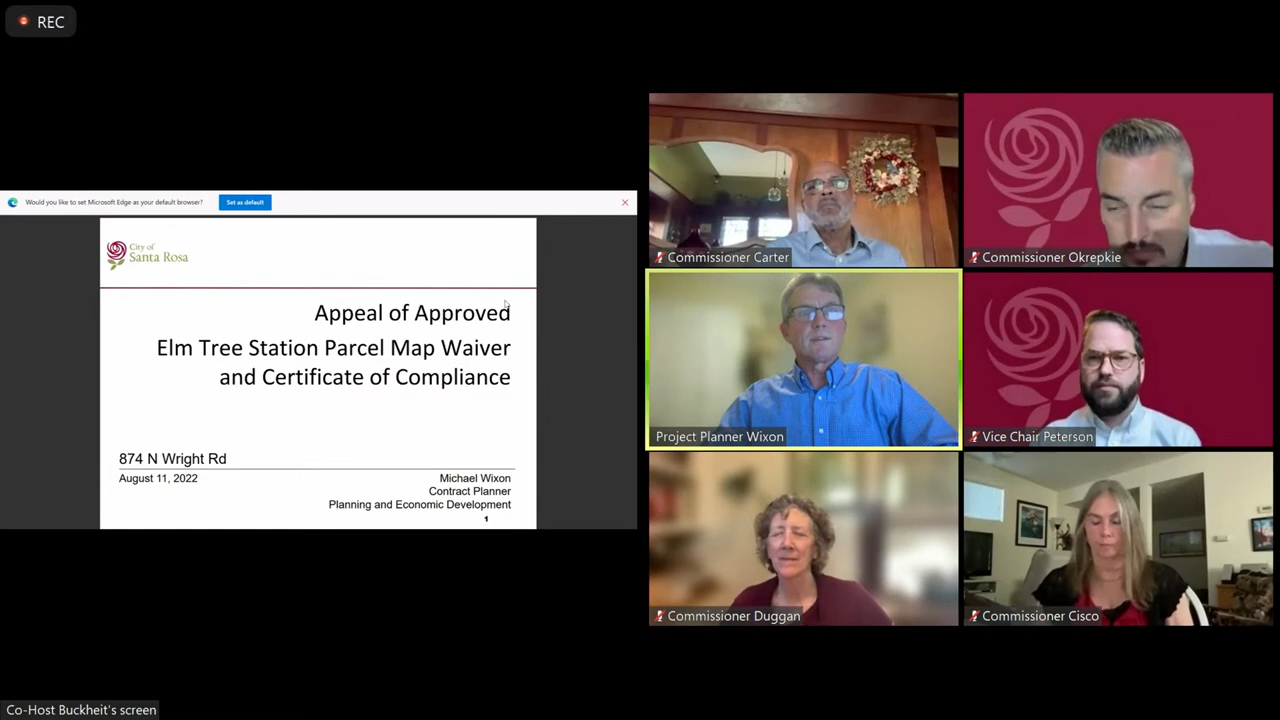 REC
Would you like to set Microsoft Edge as your default browser?
Set as default
City of
Santa Rosa
Appeal of Approved
Elm Tree Station Parcel Map Waiver
and Certificate of Compliance
874 N Wright Rd
August 11, 2022
Michael Wixon
Contract Planner
Planning and Economic Development
1
Commissioner Carter
Commissioner Okrepkie
Project Planner Wixon
Vice Chair Peterson
Commissioner Duggan
Commissioner Cisco
Co-Host Buckheit's screen